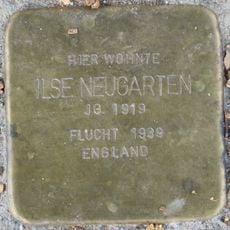 HIER WOHNTE
ILSE NEUGARTEN
JG. 1919
FLUCHT 1939
ENGLAND